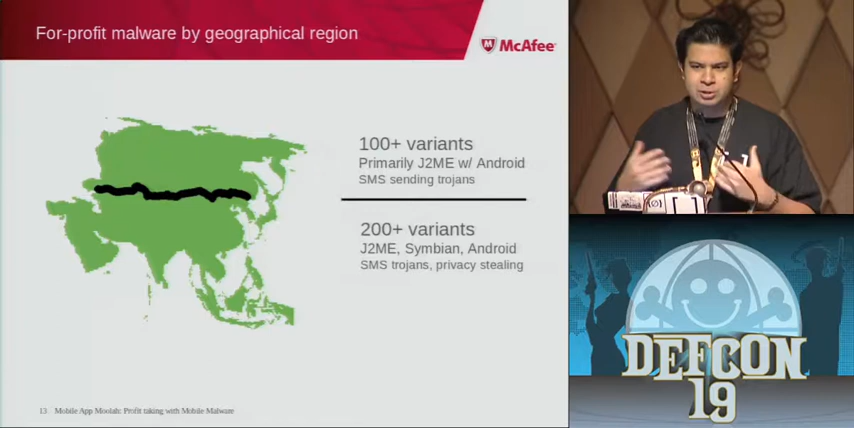 For-profit malware by geographical region
McAfee
100+ variants
Primarily J2ME w/ Android
SMS sending trojans
200+ variants
J2ME, Symbian, Android
SMS trojans, privacy stealing
13 Mobile App Moolah: Profit taking with Mobile Malware
DEFCON
19